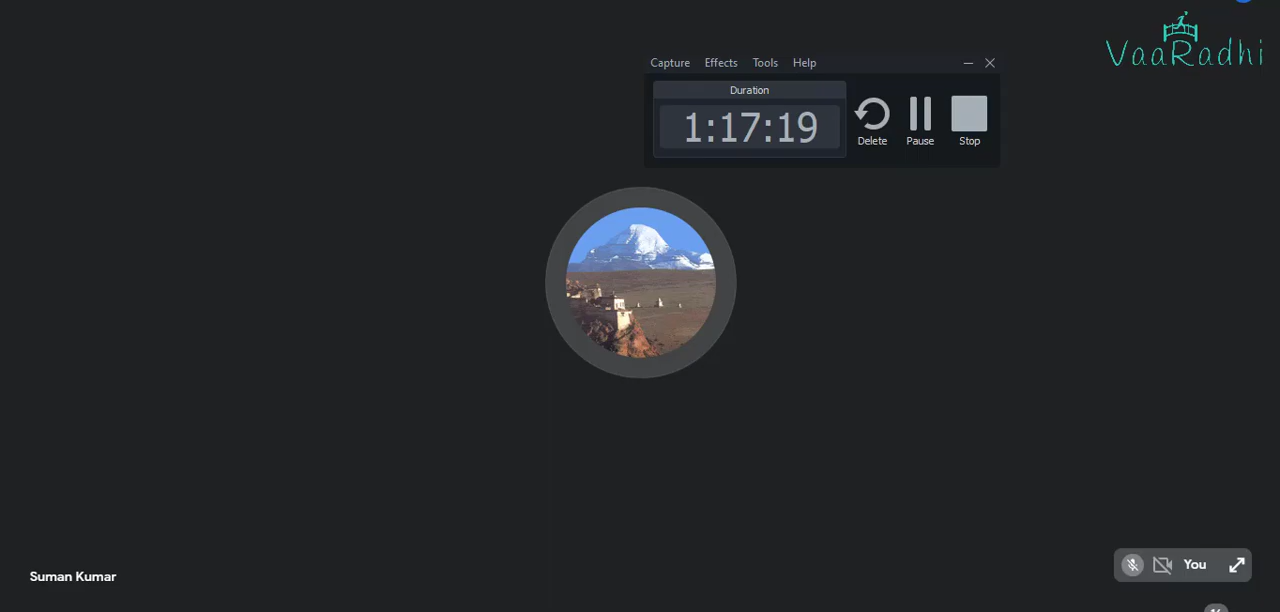 VaaRadhi
Capture Effects Tools Help
Duration
1:17:19
Delete Pause Stop
Suman Kumar
You